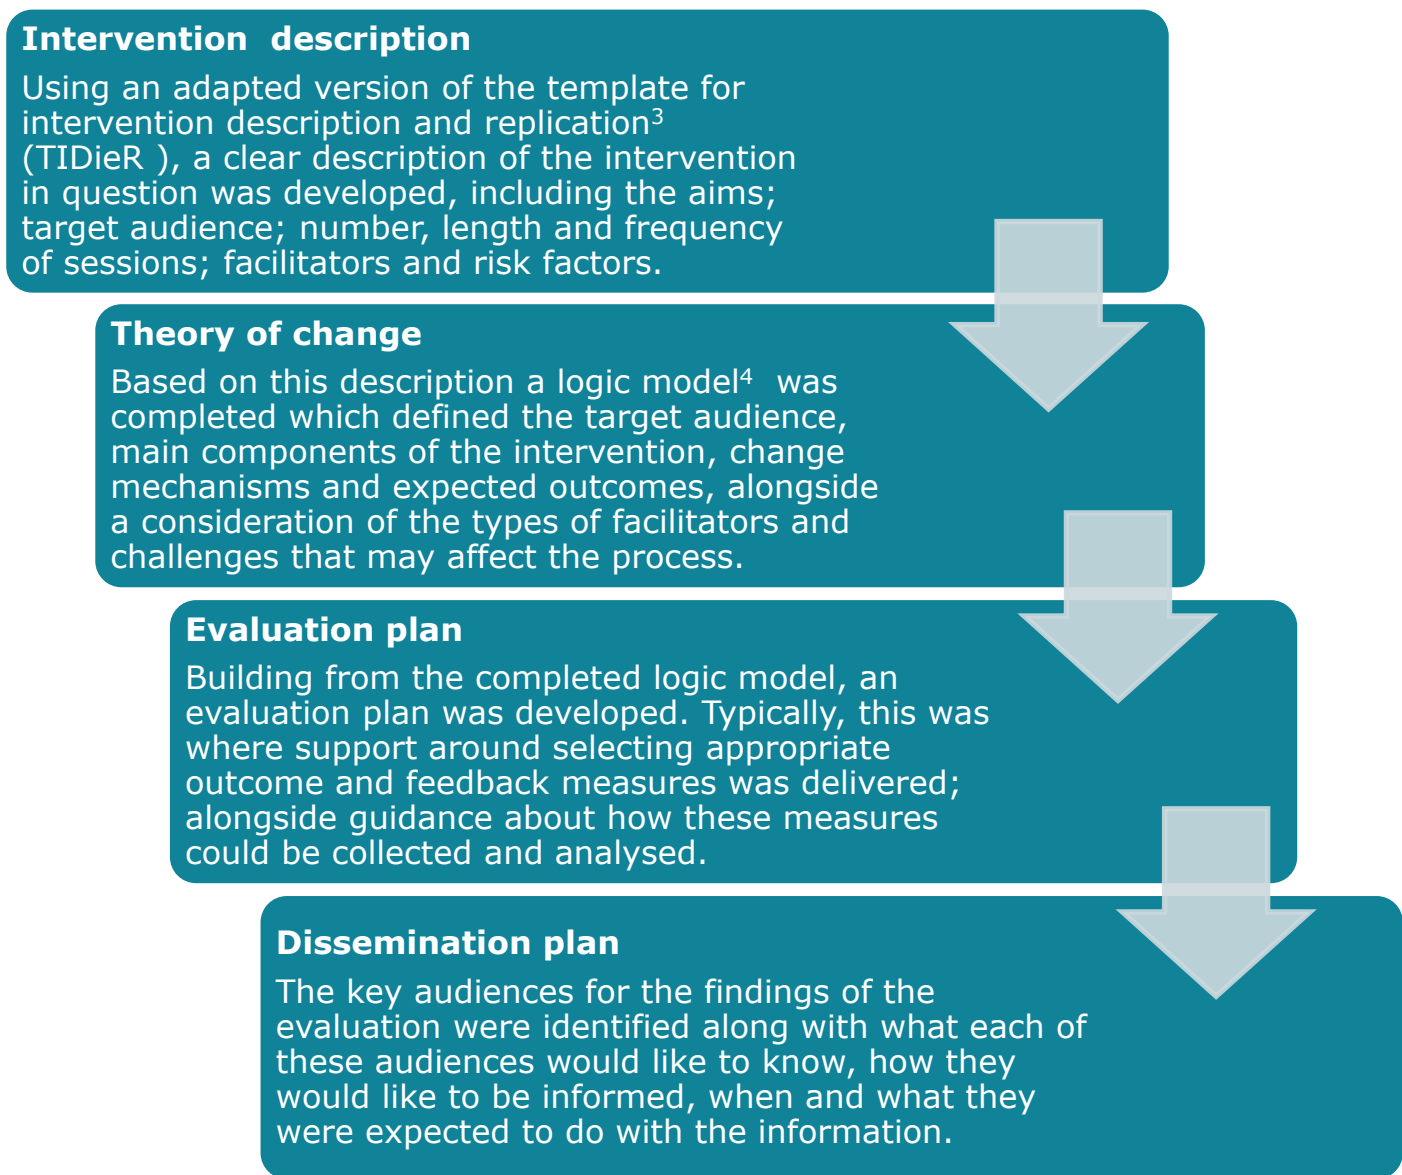 Intervention  description
Using an adapted version of the template for
intervention description and replication³
(TIDieR ), a clear description of the intervention
in question was developed, including the aims;
target audience; number, length and frequency
of sessions; facilitators and risk factors.
Theory of change
Based on this description a logic model⁴  was
completed which defined the target audience,
main components of the intervention, change
mechanisms and expected outcomes, alongside
a consideration of the types of facilitators and
challenges that may affect the process.
Evaluation plan
Building from the completed logic model, an
evaluation plan was developed. Typically, this was
where support around selecting appropriate
outcome and feedback measures was delivered;
alongside guidance about how these measures
could be collected and analysed.
Dissemination plan
The key audiences for the findings of the
evaluation were identified along with what each of
these audiences would like to know, how they
would like to be informed, when and what they
were expected to do with the information.